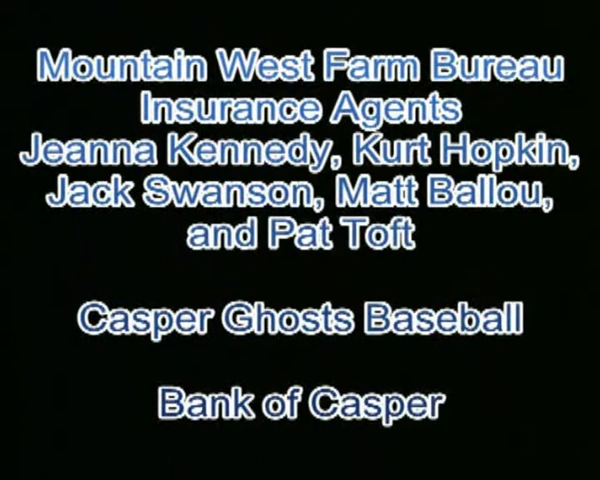 Mountain West Farm Bureau
Insurance Agents
Jeanna Kennedy, Kurt Hopkin,
Jack Swanson, Matt Ballou,
and Pat Toft
Casper Ghosts Baseball
Bank of Casper